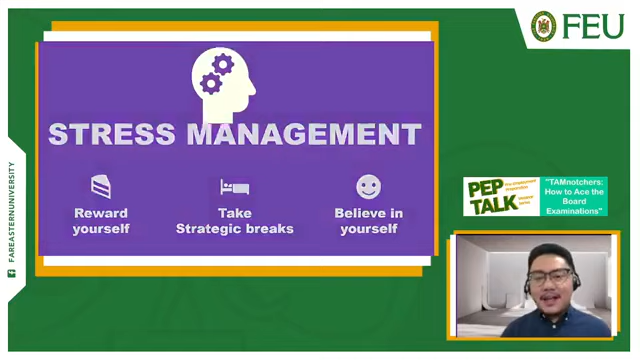 FEU
STRESS MANAGEMENT
Reward
yourself
Take
Strategic breaks
Believe in
yourself
PEP
TALK
"TAMnotchers:
How to Ace the
Board
Examinations"
FAREASTERNUNIVERSITY